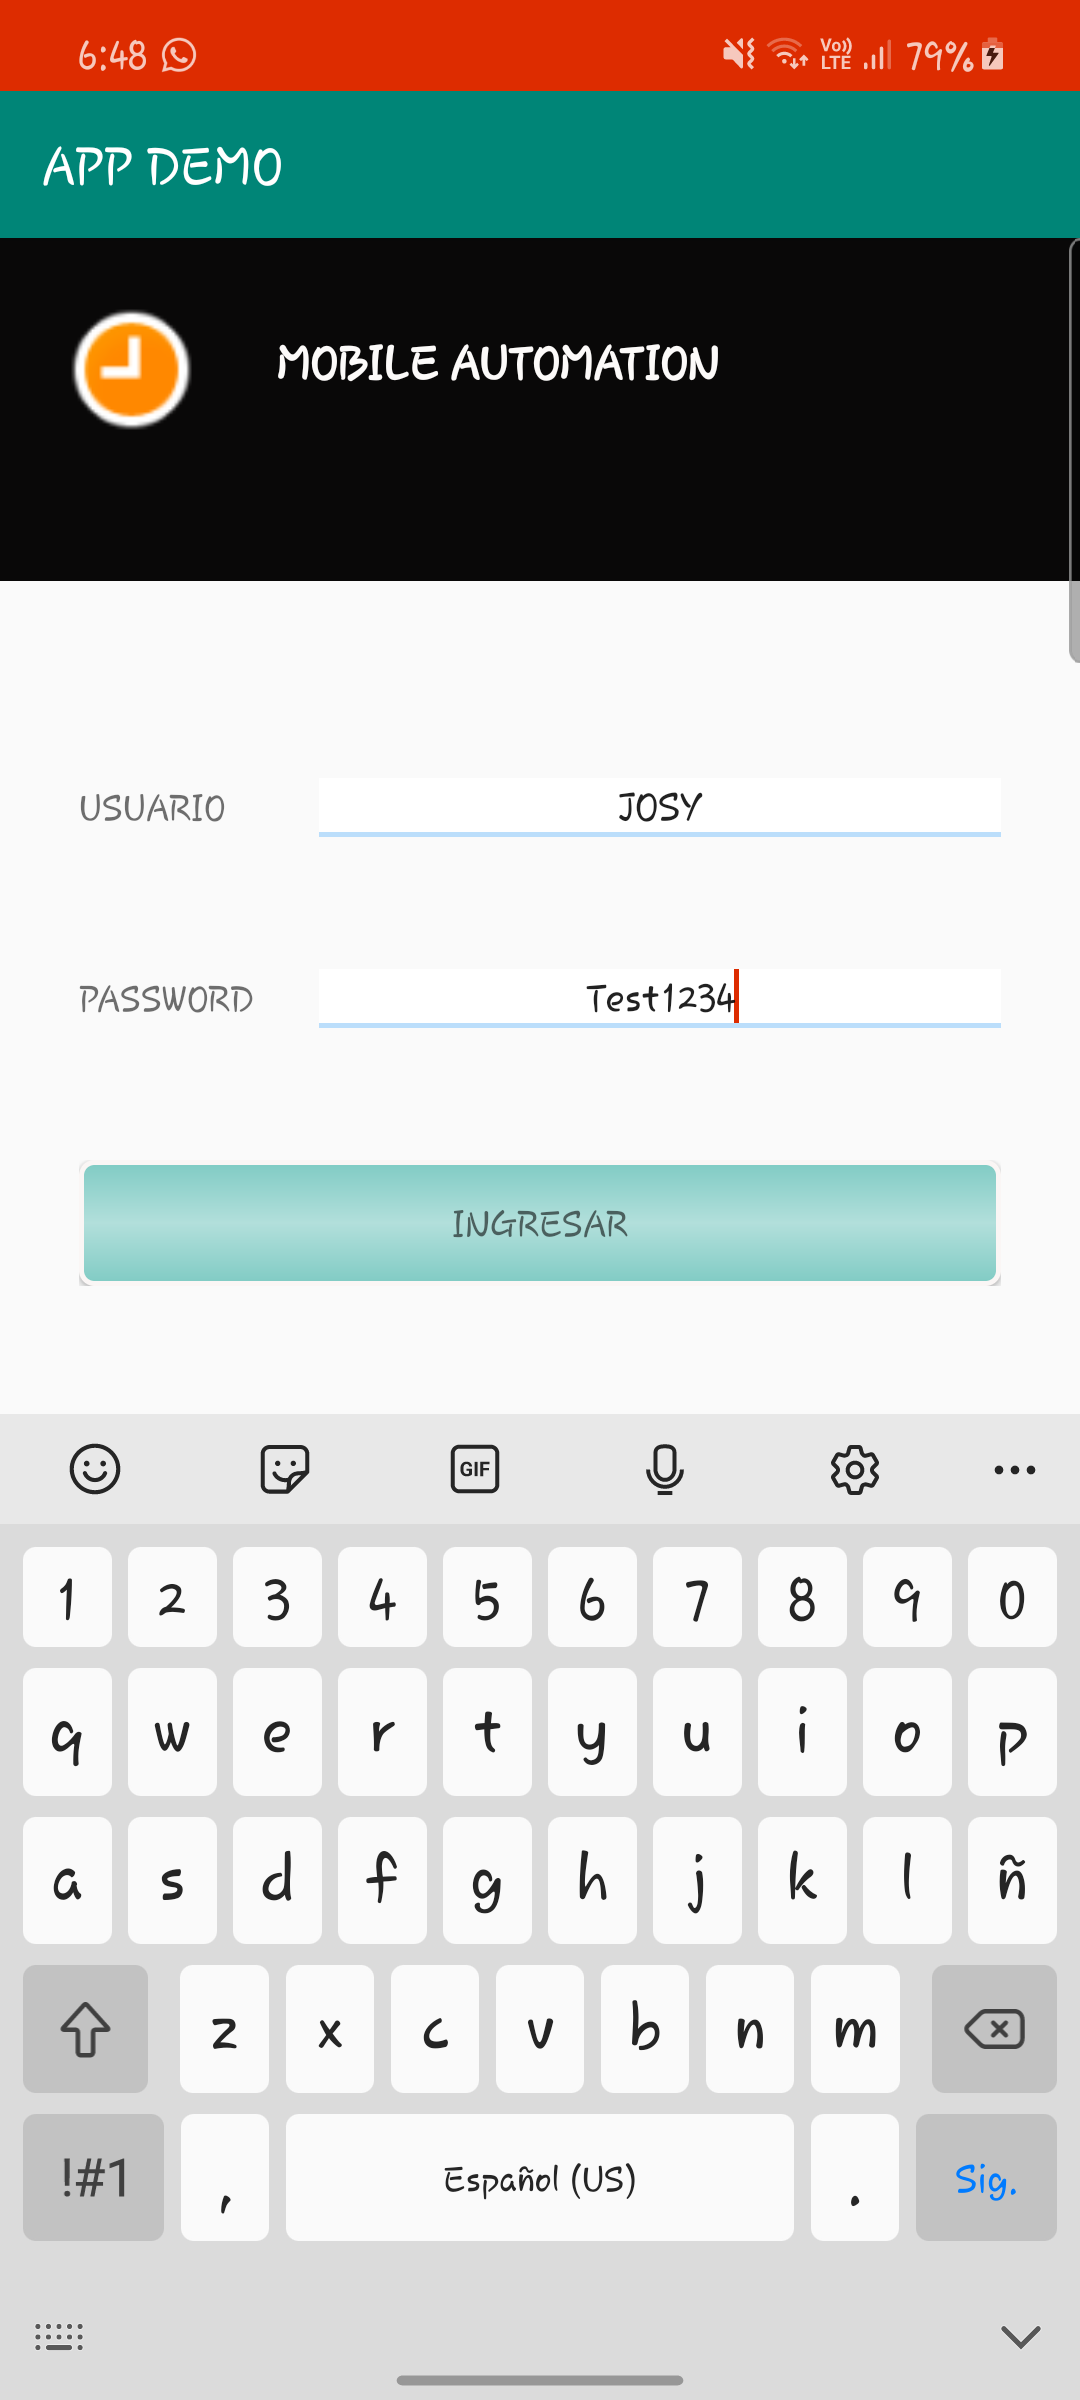 6:48 Vo)) LTE 79%
APP DEMO
MOBILE AUTOMATION
USUARIO JOSY
PASSWORD Test1234
INGRESAR
GIF
1 2 3 4 5 6 7 8 9 0
q w e r t y u i o p
a s d f g h j k l ñ
z x c v b n m
!#1 , Español (US) . Sig.